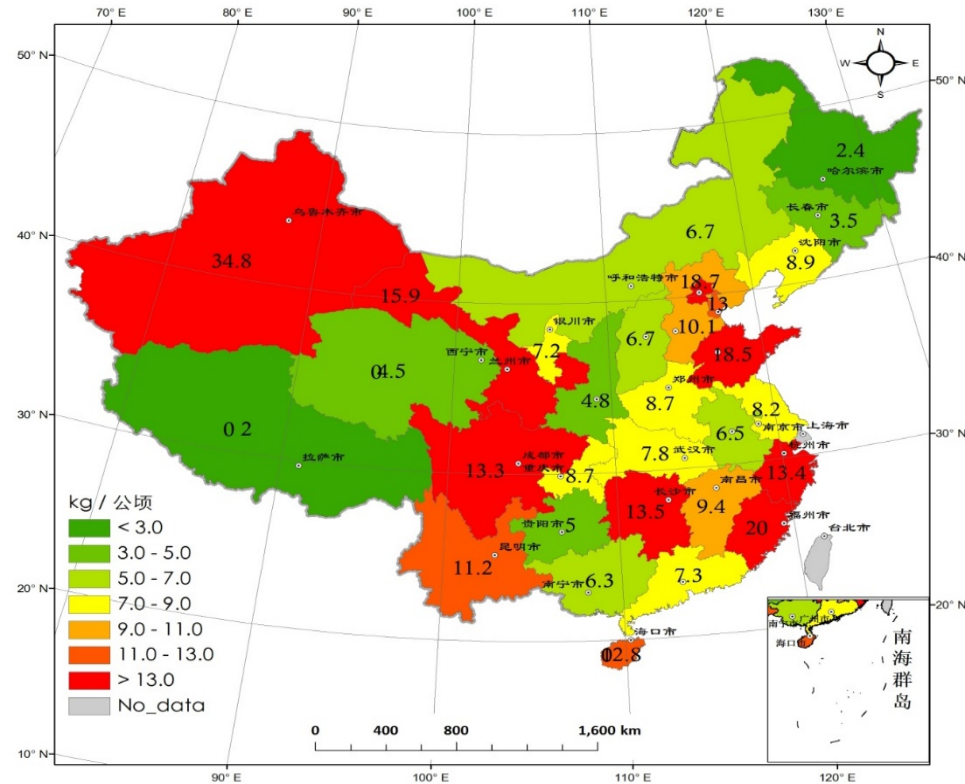 70° E 80° E 90° E 100° E 110° E 120° E 130° E
50° N
50° N
N
W E
S
2.4
哈尔滨市
长春市
3.5
乌鲁木齐市
6.7
沈阳市
8.9
40° N
40° N
34.8
呼和浩特市
18.7
15.9
13
银川市
10.1
6.7
7.2
西宁市
兰州市
18.5
4.5
郑州市
4.8
8.7
8.2
30° N
30° N
南京市
上海市
6.5
0.2
7.8
武汉市
杭州市
拉萨市
成都市
13.3
重庆市
8.7
13.4
南昌市
长沙市
13.5
9.4
福州市
20
贵阳市
5
台北市
昆明市
11.2
7.3
南宁市
6.3
20° N
20° N
海口市
12.8
kg / 公顷
< 3.0
3.0 - 5.0
5.0 - 7.0
7.0 - 9.0
9.0 - 11.0
11.0 - 13.0
> 13.0
No_data
广州市
海口市
南海群岛
0 400 800 1,600 km
10° N
10° N
90° E 100° E 110° E 120° E